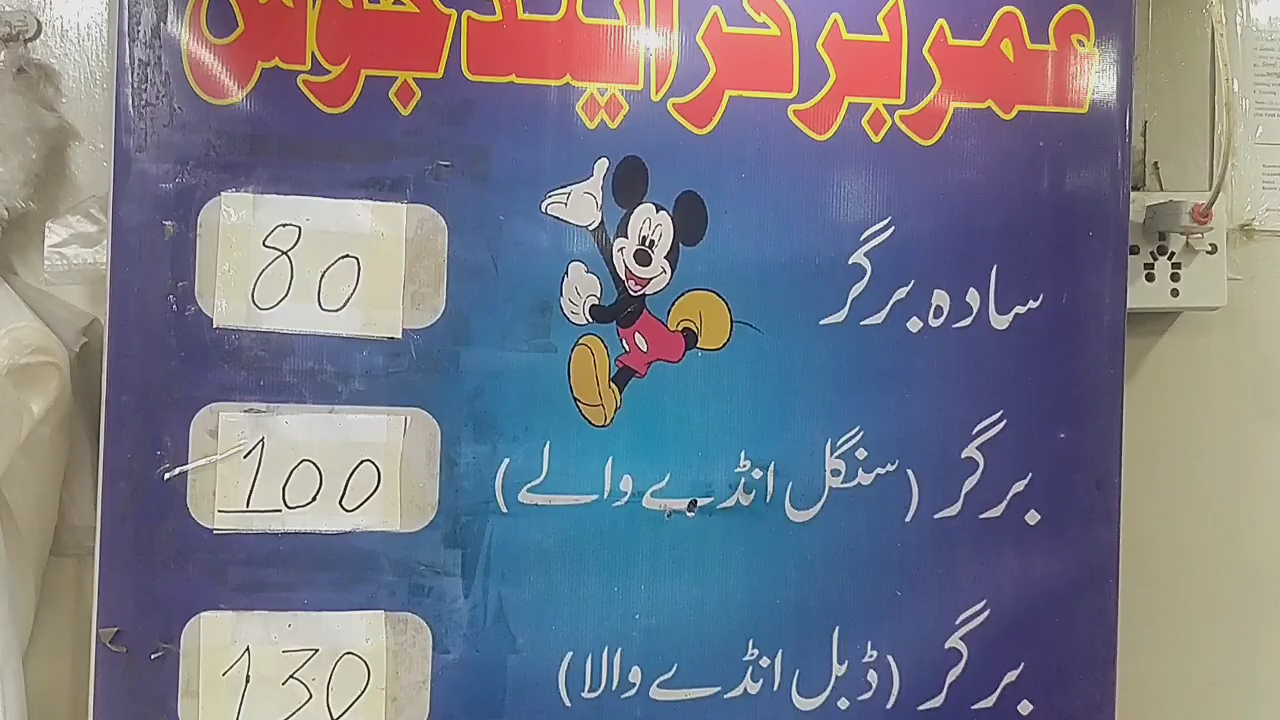 عمر برگر اینڈ جوس
سادہ برگر 80
برگر (سنگل انڈے والے) 100
برگر (ڈبل انڈے والا) 130